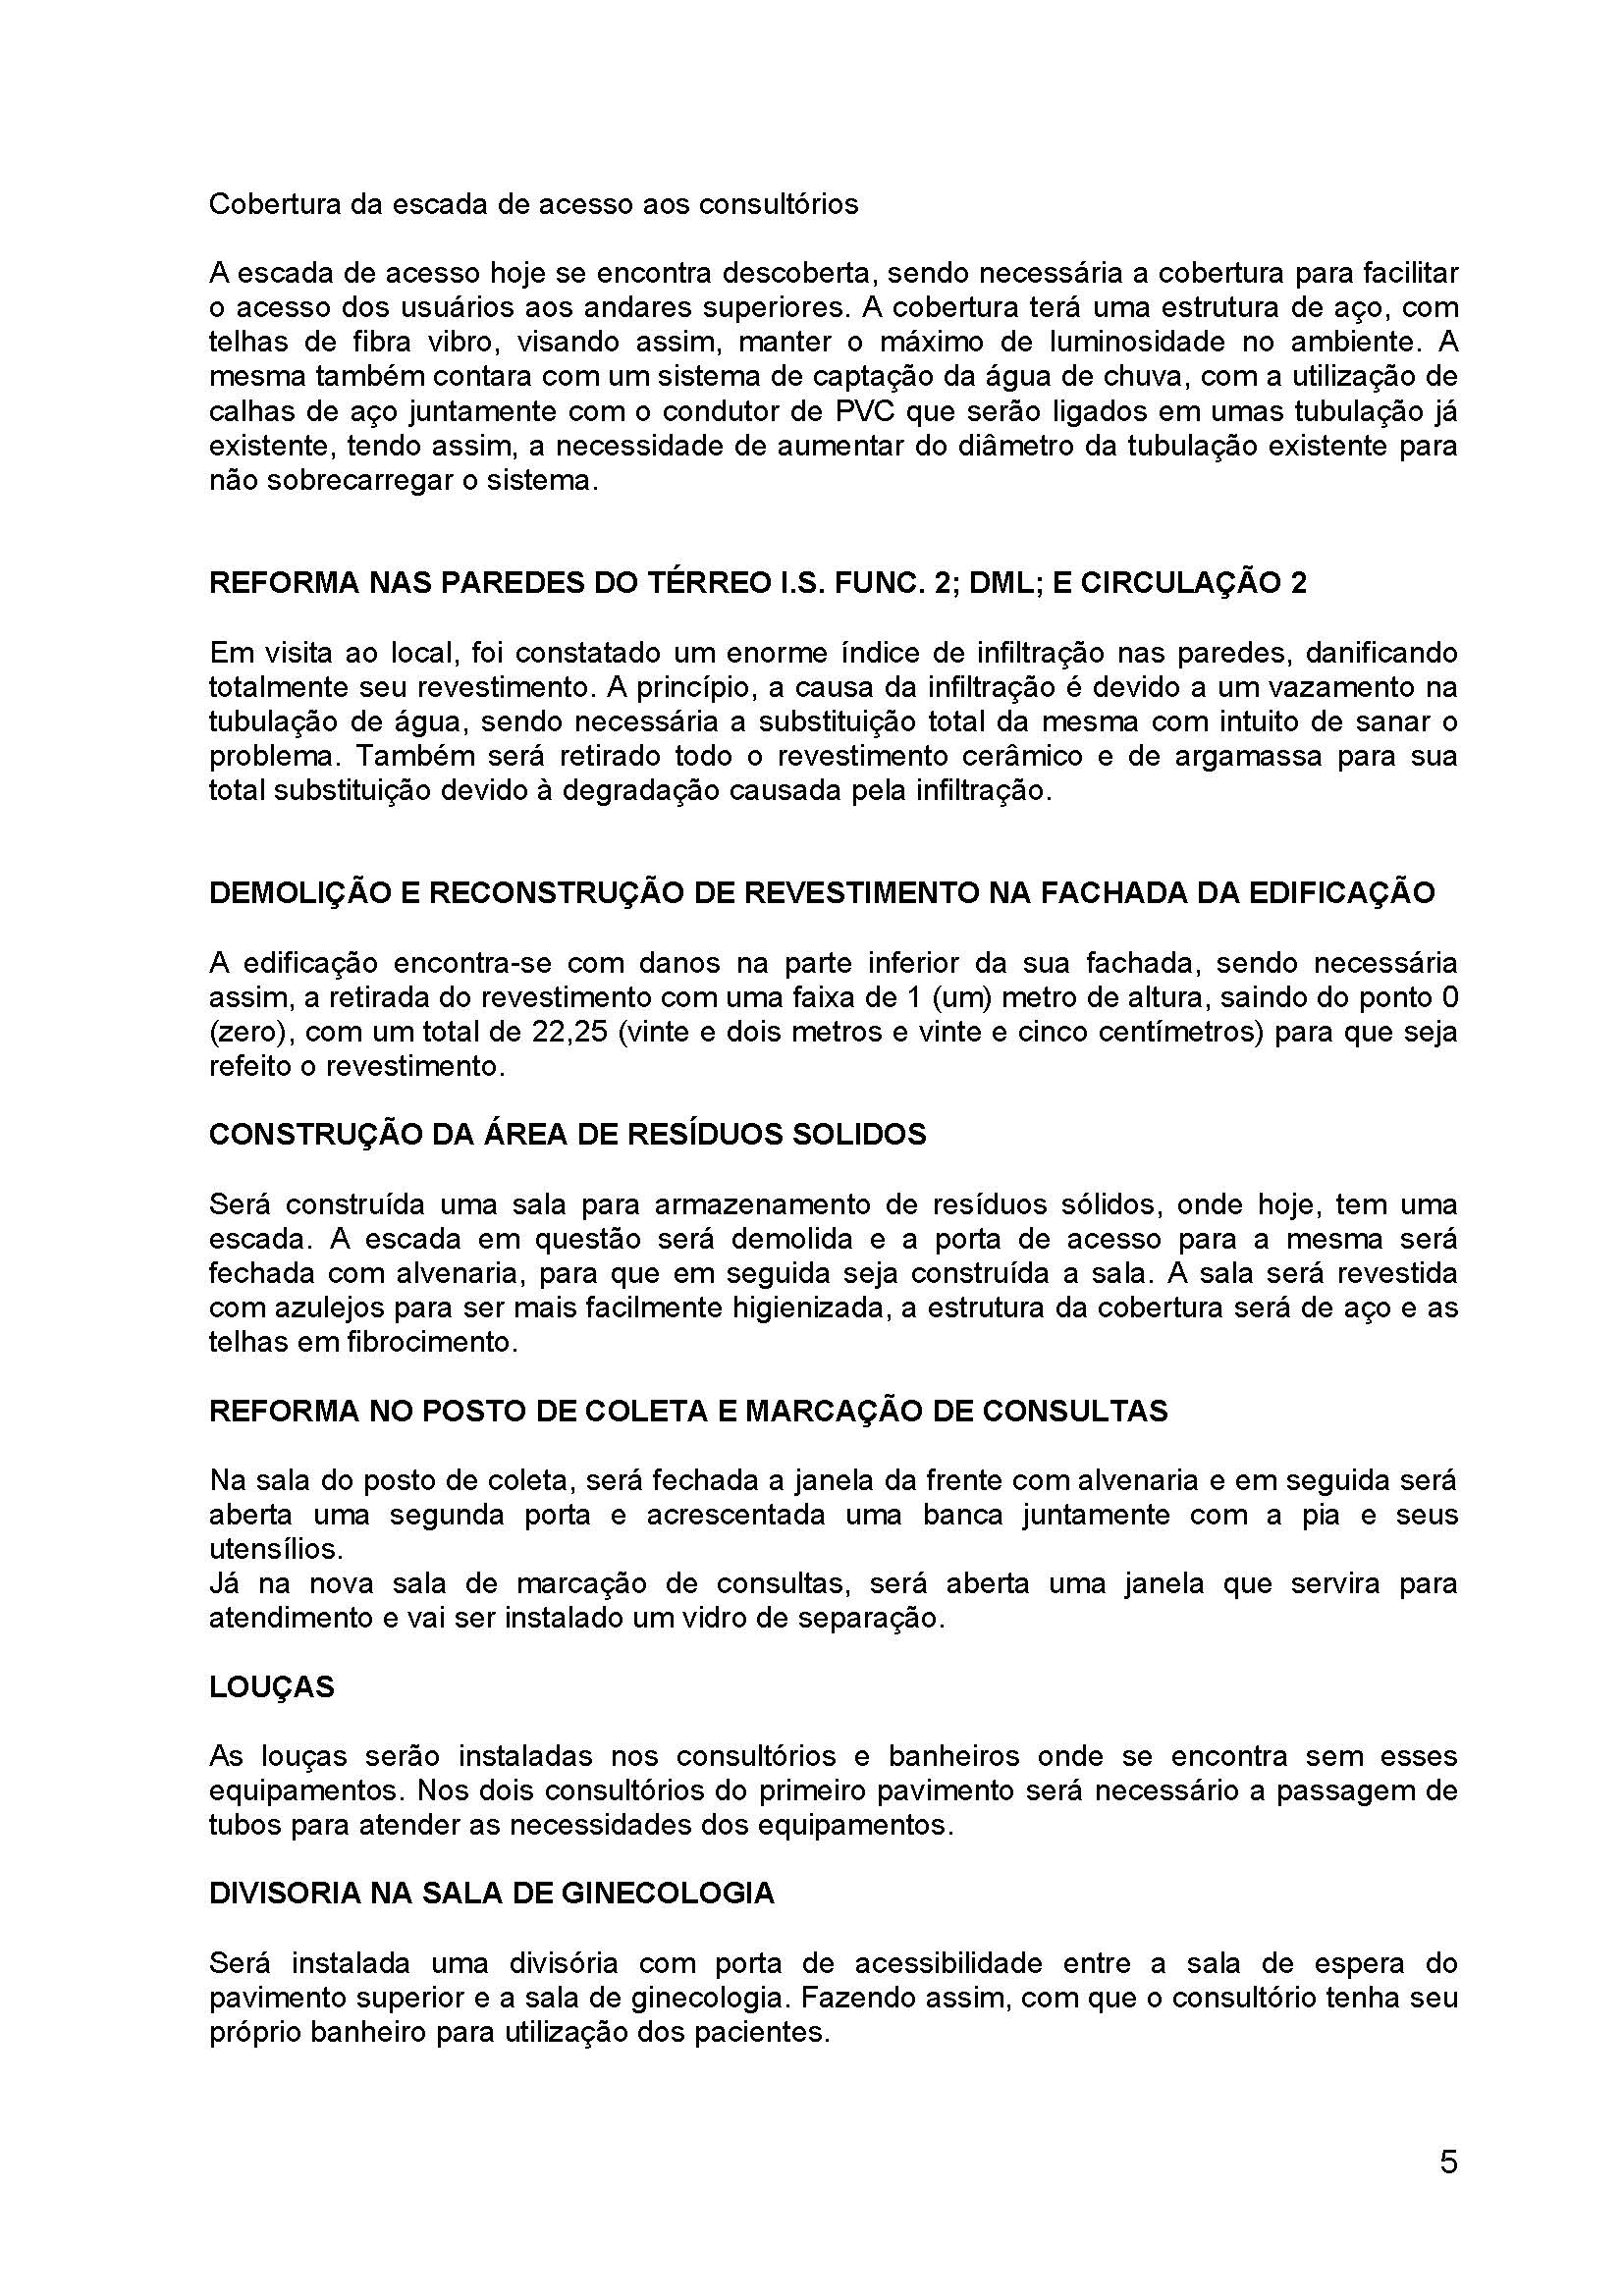 Cobertura da escada de acesso aos consultórios
A escada de acesso hoje se encontra descoberta, sendo necessária a cobertura para facilitar
o acesso dos usuários aos andares superiores. A cobertura terá uma estrutura de aço, com
telhas de fibra vibro, visando assim, manter o máximo de luminosidade no ambiente. A
mesma também contara com um sistema de captação da água de chuva, com a utilização de
calhas de aço juntamente com o condutor de PVC que serão ligados em umas tubulação já
existente, tendo assim, a necessidade de aumentar do diâmetro da tubulação existente para
não sobrecarregar o sistema.
REFORMA NAS PAREDES DO TÉRREO I.S. FUNC. 2; DML; E CIRCULAÇÃO 2
Em visita ao local, foi constatado um enorme índice de infiltração nas paredes, danificando
totalmente seu revestimento. A princípio, a causa da infiltração é devido a um vazamento na
tubulação de água, sendo necessária a substituição total da mesma com intuito de sanar o
problema. Também será retirado todo o revestimento cerâmico e de argamassa para sua
total substituição devido à degradação causada pela infiltração.
DEMOLIÇÃO E RECONSTRUÇÃO DE REVESTIMENTO NA FACHADA DA EDIFICAÇÃO
A edificação encontra-se com danos na parte inferior da sua fachada, sendo necessária
assim, a retirada do revestimento com uma faixa de 1 (um) metro de altura, saindo do ponto 0
(zero), com um total de 22,25 (vinte e dois metros e vinte e cinco centímetros) para que seja
refeito o revestimento.
CONSTRUÇÃO DA ÁREA DE RESÍDUOS SOLIDOS
Será construída uma sala para armazenamento de resíduos sólidos, onde hoje, tem uma
escada. A escada em questão será demolida e a porta de acesso para a mesma será
fechada com alvenaria, para que em seguida seja construída a sala. A sala será revestida
com azulejos para ser mais facilmente higienizada, a estrutura da cobertura será de aço e as
telhas em fibrocimento.
REFORMA NO POSTO DE COLETA E MARCAÇÃO DE CONSULTAS
Na sala do posto de coleta, será fechada a janela da frente com alvenaria e em seguida será
aberta uma segunda porta e acrescentada uma banca juntamente com a pia e seus
utensílios.
Já na nova sala de marcação de consultas, será aberta uma janela que servira para
atendimento e vai ser instalado um vidro de separação.
LOUÇAS
As louças serão instaladas nos consultórios e banheiros onde se encontra sem esses
equipamentos. Nos dois consultórios do primeiro pavimento será necessário a passagem de
tubos para atender as necessidades dos equipamentos.
DIVISORIA NA SALA DE GINECOLOGIA
Será instalada uma divisória com porta de acessibilidade entre a sala de espera do
pavimento superior e a sala de ginecologia. Fazendo assim, com que o consultório tenha seu
próprio banheiro para utilização dos pacientes.
5